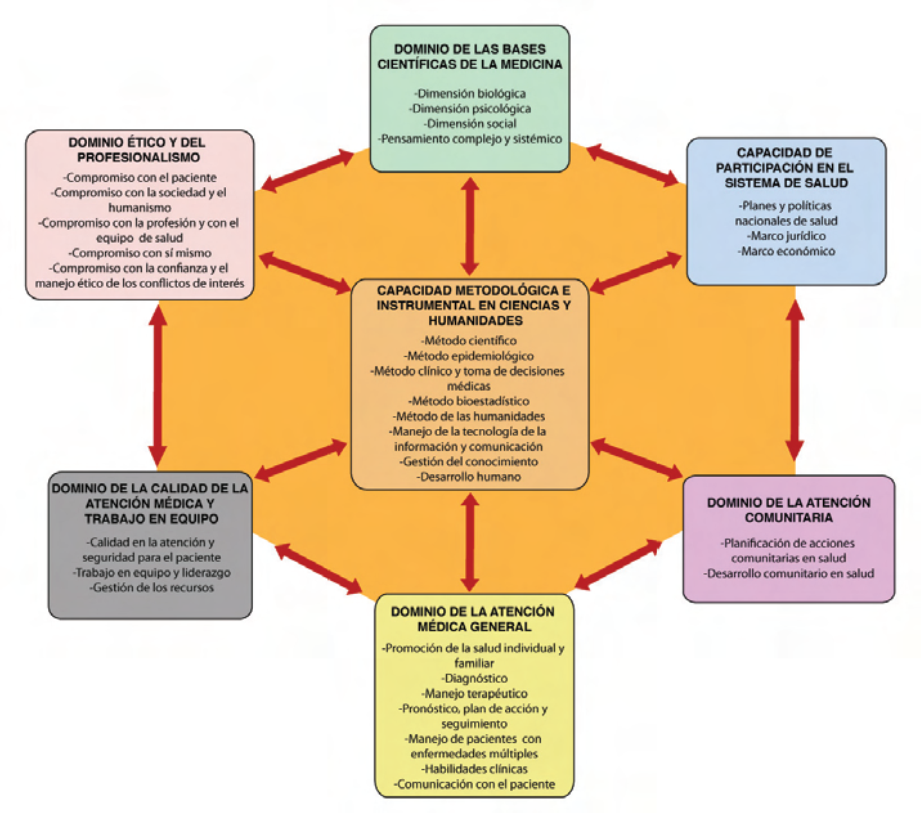 DOMINIO DE LAS BASES
CIENTÍFICAS DE LA MEDICINA
-Dimensión biológica
-Dimensión psicológica
-Dimensión social
-Pensamiento complejo y sistémico
DOMINIO ÉTICO Y DEL
PROFESIONALISMO
-Compromiso con el paciente
-Compromiso con la sociedad y el
humanismo
-Compromiso con la profesión y con el
equipo de salud
-Compromiso con sí mismo
-Compromiso con la confianza y el
manejo ético de los conflictos de interés
CAPACIDAD DE
PARTICIPACIÓN EN EL
SISTEMA DE SALUD
-Planes y políticas
nacionales de salud
-Marco jurídico
-Marco económico
CAPACIDAD METODOLÓGICA E
INSTRUMENTAL EN CIENCIAS Y
HUMANIDADES
-Método científico
-Método epidemiológico
-Método clínico y toma de decisiones
médicas
-Método bioestadístico
-Método de las humanidades
-Manejo de la tecnología de la
información y comunicación
-Gestión del conocimiento
-Desarrollo humano
DOMINIO DE LA CALIDAD DE LA
ATENCIÓN MÉDICA Y
TRABAJO EN EQUIPO
-Calidad en la atención y
seguridad para el paciente
-Trabajo en equipo y liderazgo
-Gestión de los recursos
DOMINIO DE LA ATENCIÓN
COMUNITARIA
-Planificación de acciones
comunitarias en salud
-Desarrollo comunitario en salud
DOMINIO DE LA ATENCIÓN
MÉDICA GENERAL
-Promoción de la salud individual y
familiar
-Diagnóstico
-Manejo terapéutico
-Pronóstico, plan de acción y
seguimiento
-Manejo de pacientes con
enfermedades múltiples
-Habilidades clínicas
-Comunicación con el paciente